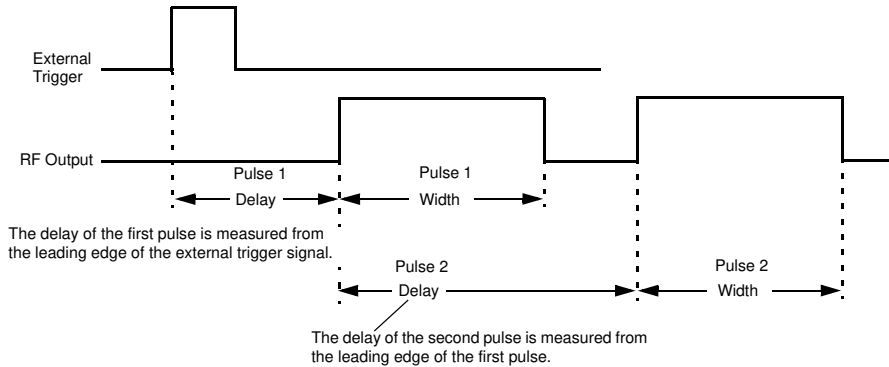 External
Trigger
RF Output
Pulse 1
Delay
Pulse 1
Width
The delay of the first pulse is measured from
the leading edge of the external trigger signal.
Pulse 2
Delay
Pulse 2
Width
The delay of the second pulse is measured from
the leading edge of the first pulse.